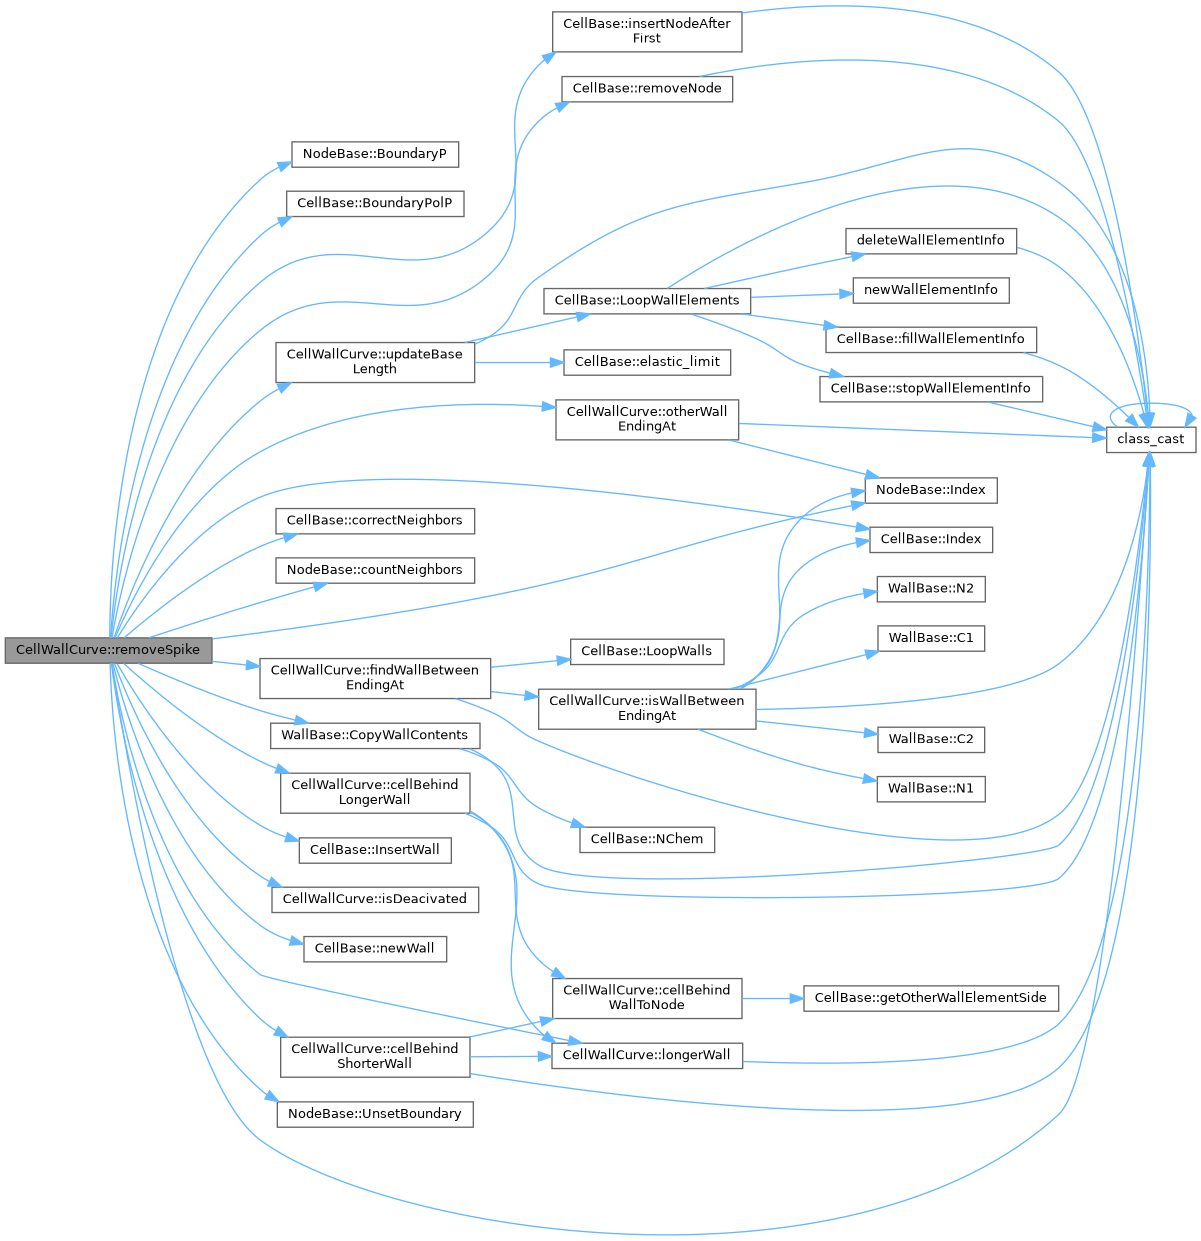 CellBase::insertNodeAfter
First
CellBase::removeNode
NodeBase::BoundaryP
CellBase::BoundaryPolP
deleteWallElementInfo
newWallElementInfo
CellBase::LoopWallElements
CellBase::fillWallElementInfo
CellWallCurve::updateBase
Length
CellBase::elastic_limit
CellBase::stopWallElementInfo
CellWallCurve::otherWall
EndingAt
class_cast
NodeBase::Index
CellBase::correctNeighbors
CellBase::Index
NodeBase::countNeighbors
WallBase::N2
WallBase::C1
CellWallCurve::removeSpike
CellBase::LoopWalls
CellWallCurve::findWallBetween
EndingAt
CellWallCurve::isWallBetween
EndingAt
WallBase::CopyWallContents
WallBase::C2
CellWallCurve::cellBehind
LongerWall
WallBase::N1
CellBase::NChem
CellBase::InsertWall
CellWallCurve::isDeacivated
CellBase::newWall
CellWallCurve::cellBehind
WallToNode
CellBase::getOtherWallElementSide
CellWallCurve::cellBehind
ShorterWall
CellWallCurve::longerWall
NodeBase::UnsetBoundary